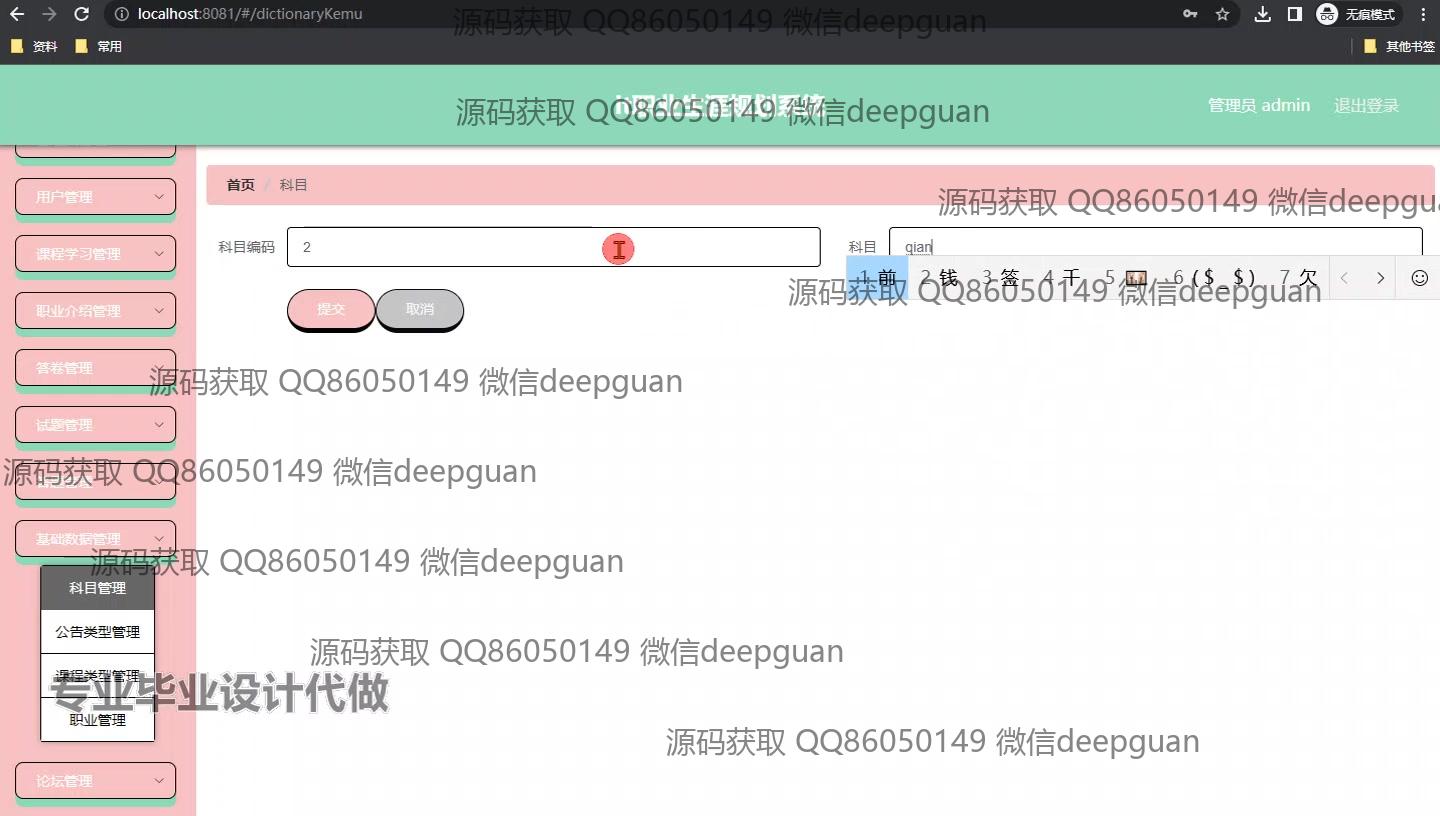 localhost:8081/#/dictionaryKemu
无痕模式
资料
常用
其他书签
源码获取 QQ86050149 微信deepguan
it职业生涯规划系统
源码获取 QQ86050149 微信deepguan
管理员 admin
退出登录
首页 / 科目
源码获取 QQ86050149 微信deepgua
用户管理
课程学习管理
职业介绍管理
答卷管理
试题管理
基础数据管理
科目管理
公告类型管理
课程类型管理
职业管理
论坛管理
科目编码
2
科目
qian
1 前 2 钱 3 签 4 千 5 6 ($_$) 7 欠
提交
取消
源码获取 QQ86050149 微信deepguan
源码获取 QQ86050149 微信deepguan
源码获取 QQ86050149 微信deepguan
源码获取 QQ86050149 微信deepguan
源码获取 QQ86050149 微信deepguan
专业毕业设计代做
源码获取 QQ86050149 微信deepguan